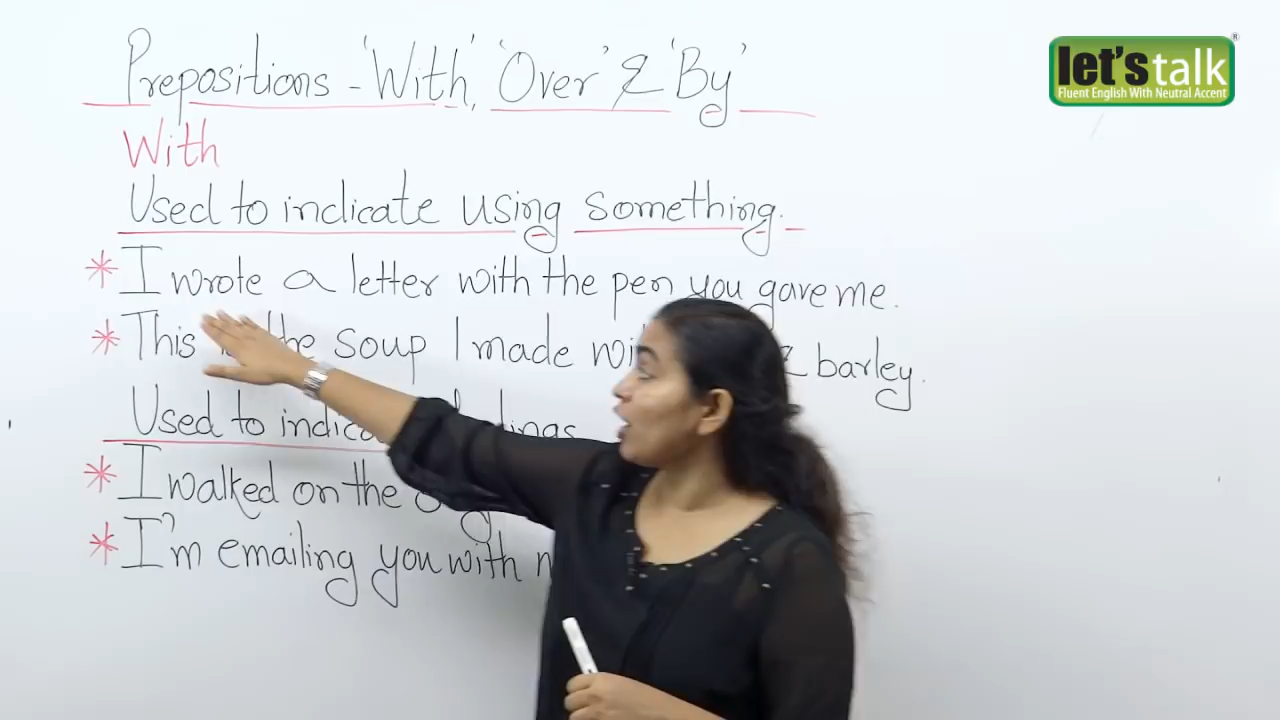 Prepositions - 'With', 'Over' & 'By'
With
Used to indicate using something.
* I wrote a letter with the pen you gave me.
* This the soup I made & barley.
Used to
* I walked on the
* I'm emailing you with
let's talk
Fluent English With Neutral Accent